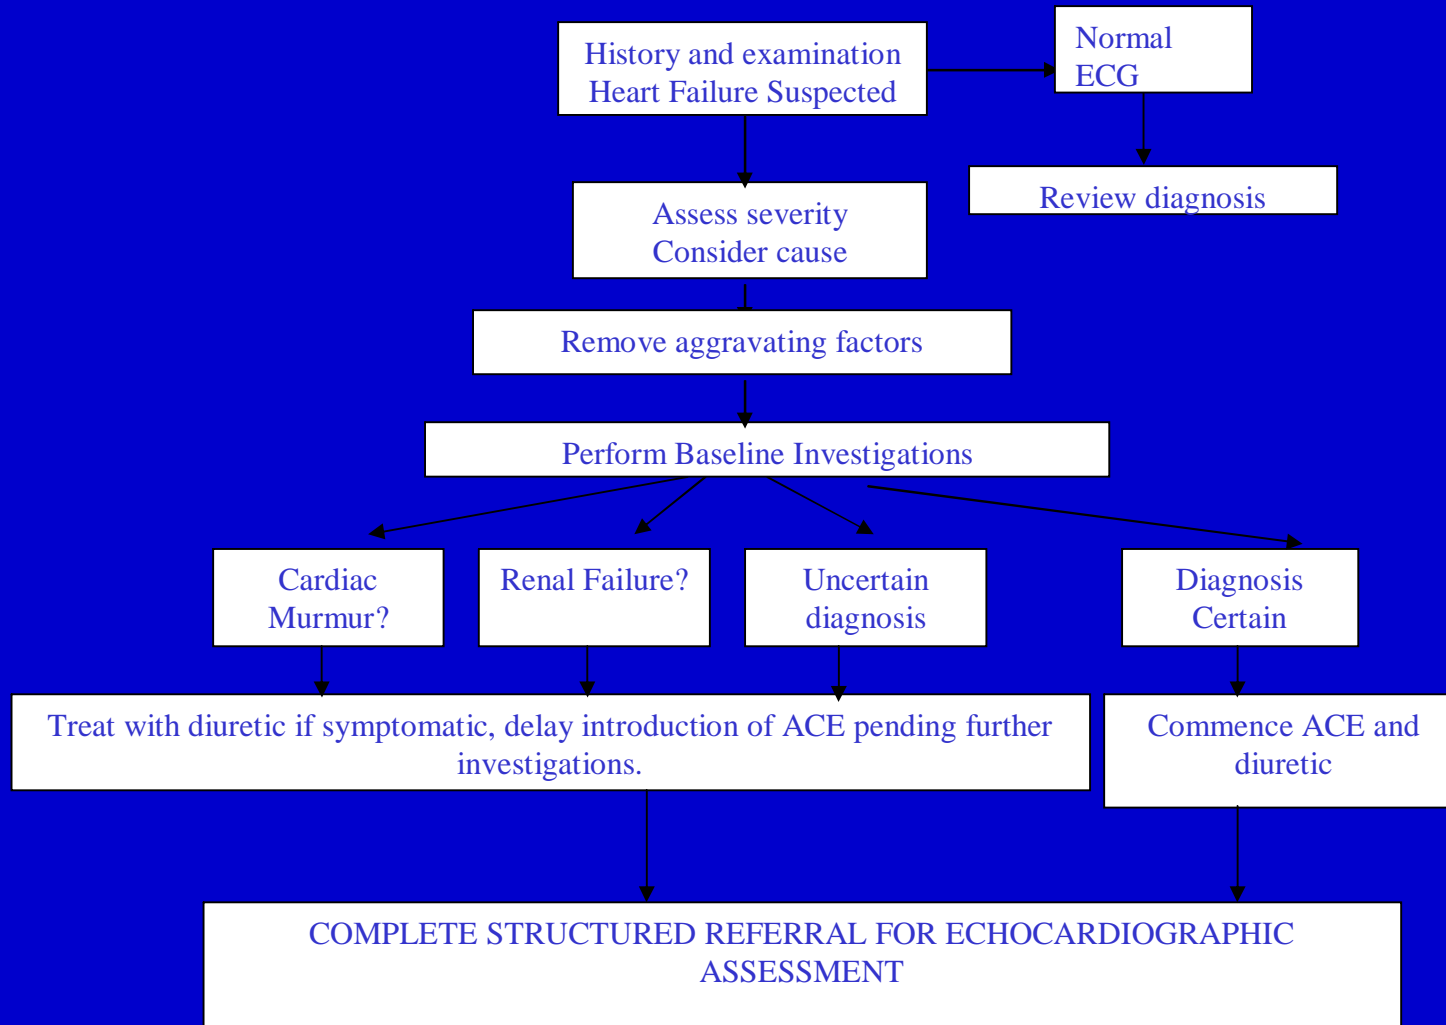 History and examination
Heart Failure Suspected
Normal
ECG
Review diagnosis
Assess severity
Consider cause
Remove aggravating factors
Perform Baseline Investigations
Cardiac
Murmur?
Renal Failure?
Uncertain
diagnosis
Diagnosis
Certain
Treat with diuretic if symptomatic, delay introduction of ACE pending further
investigations.
Commence ACE and
diuretic
COMPLETE STRUCTURED REFERRAL FOR ECHOCARDIOGRAPHIC
ASSESSMENT